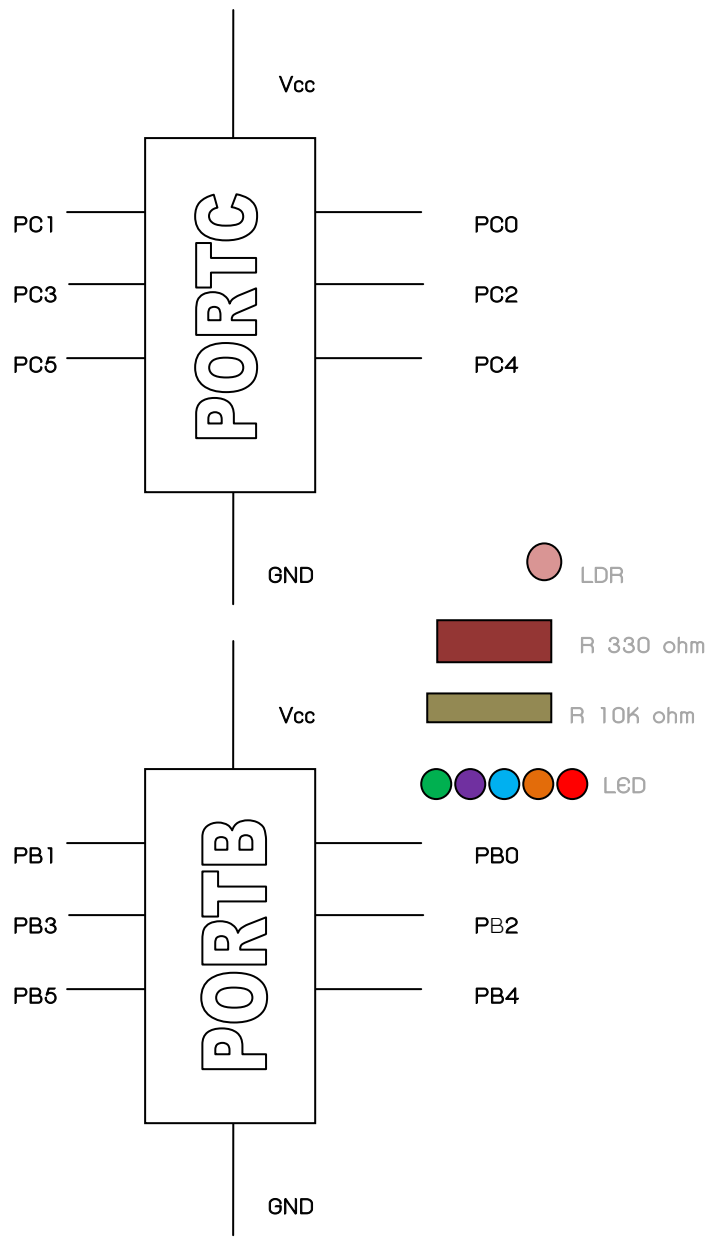 Vcc
PORTC
PC1
PC0
PC3
PC2
PC5
PC4
GND
LDR
R 330 ohm
Vcc
R 10K ohm
LED
PORTB
PB1
PB0
PB3
PB2
PB5
PB4
GND